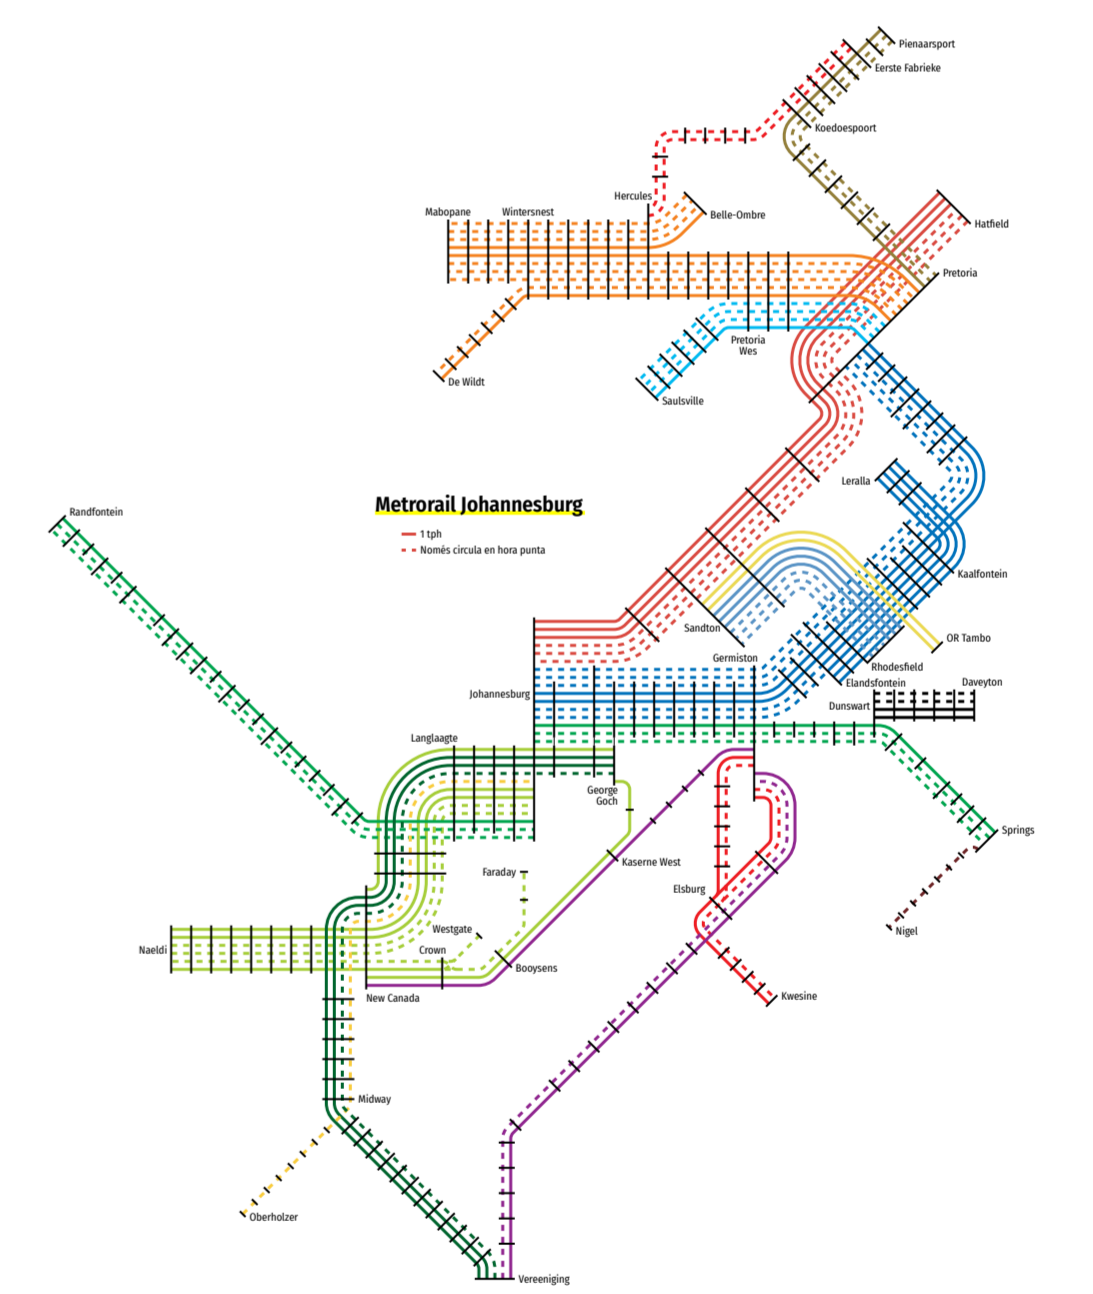 Pienaarsport
Eerste Fabrieke
Koedoespoort
Hercules
Mabopane
Wintersnest
Belle-Ombre
Hatfield
Pretoria
Pretoria
Wes
De Wildt
Saulsville
Leralla
Metrorail Johannesburg
1 tph
Només circula en hora punta
Randfontein
Kaalfontein
Sandton
OR Tambo
Germiston
Rhodesfield
Elandsfontein
Daveyton
Johannesburg
Dunswart
Langlaagte
George
Goch
Springs
Kaserne West
Faraday
Elsburg
Westgate
Nigel
Naeldi
Crown
Booysens
New Canada
Kwesine
Midway
Oberholzer
Vereeniging